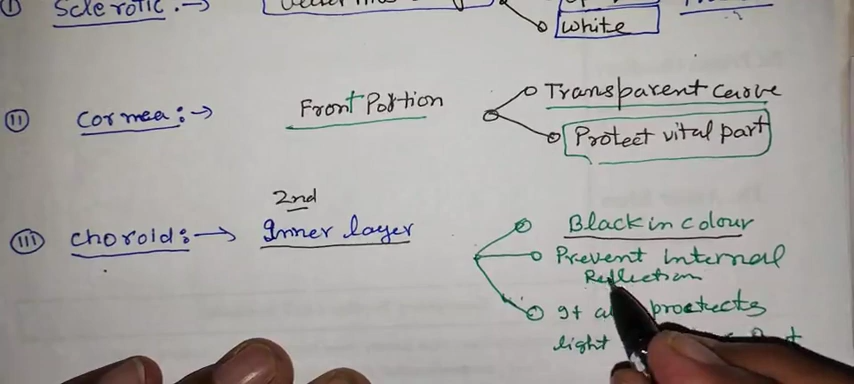 (I) Sclerotic :→
White
(II) Cornea :→ Front Portion Transparent Curve
Protect vital part
2nd
(III) choroid :→ Inner layer Black in colour
Prevent Internal
Reflection
It protects
light